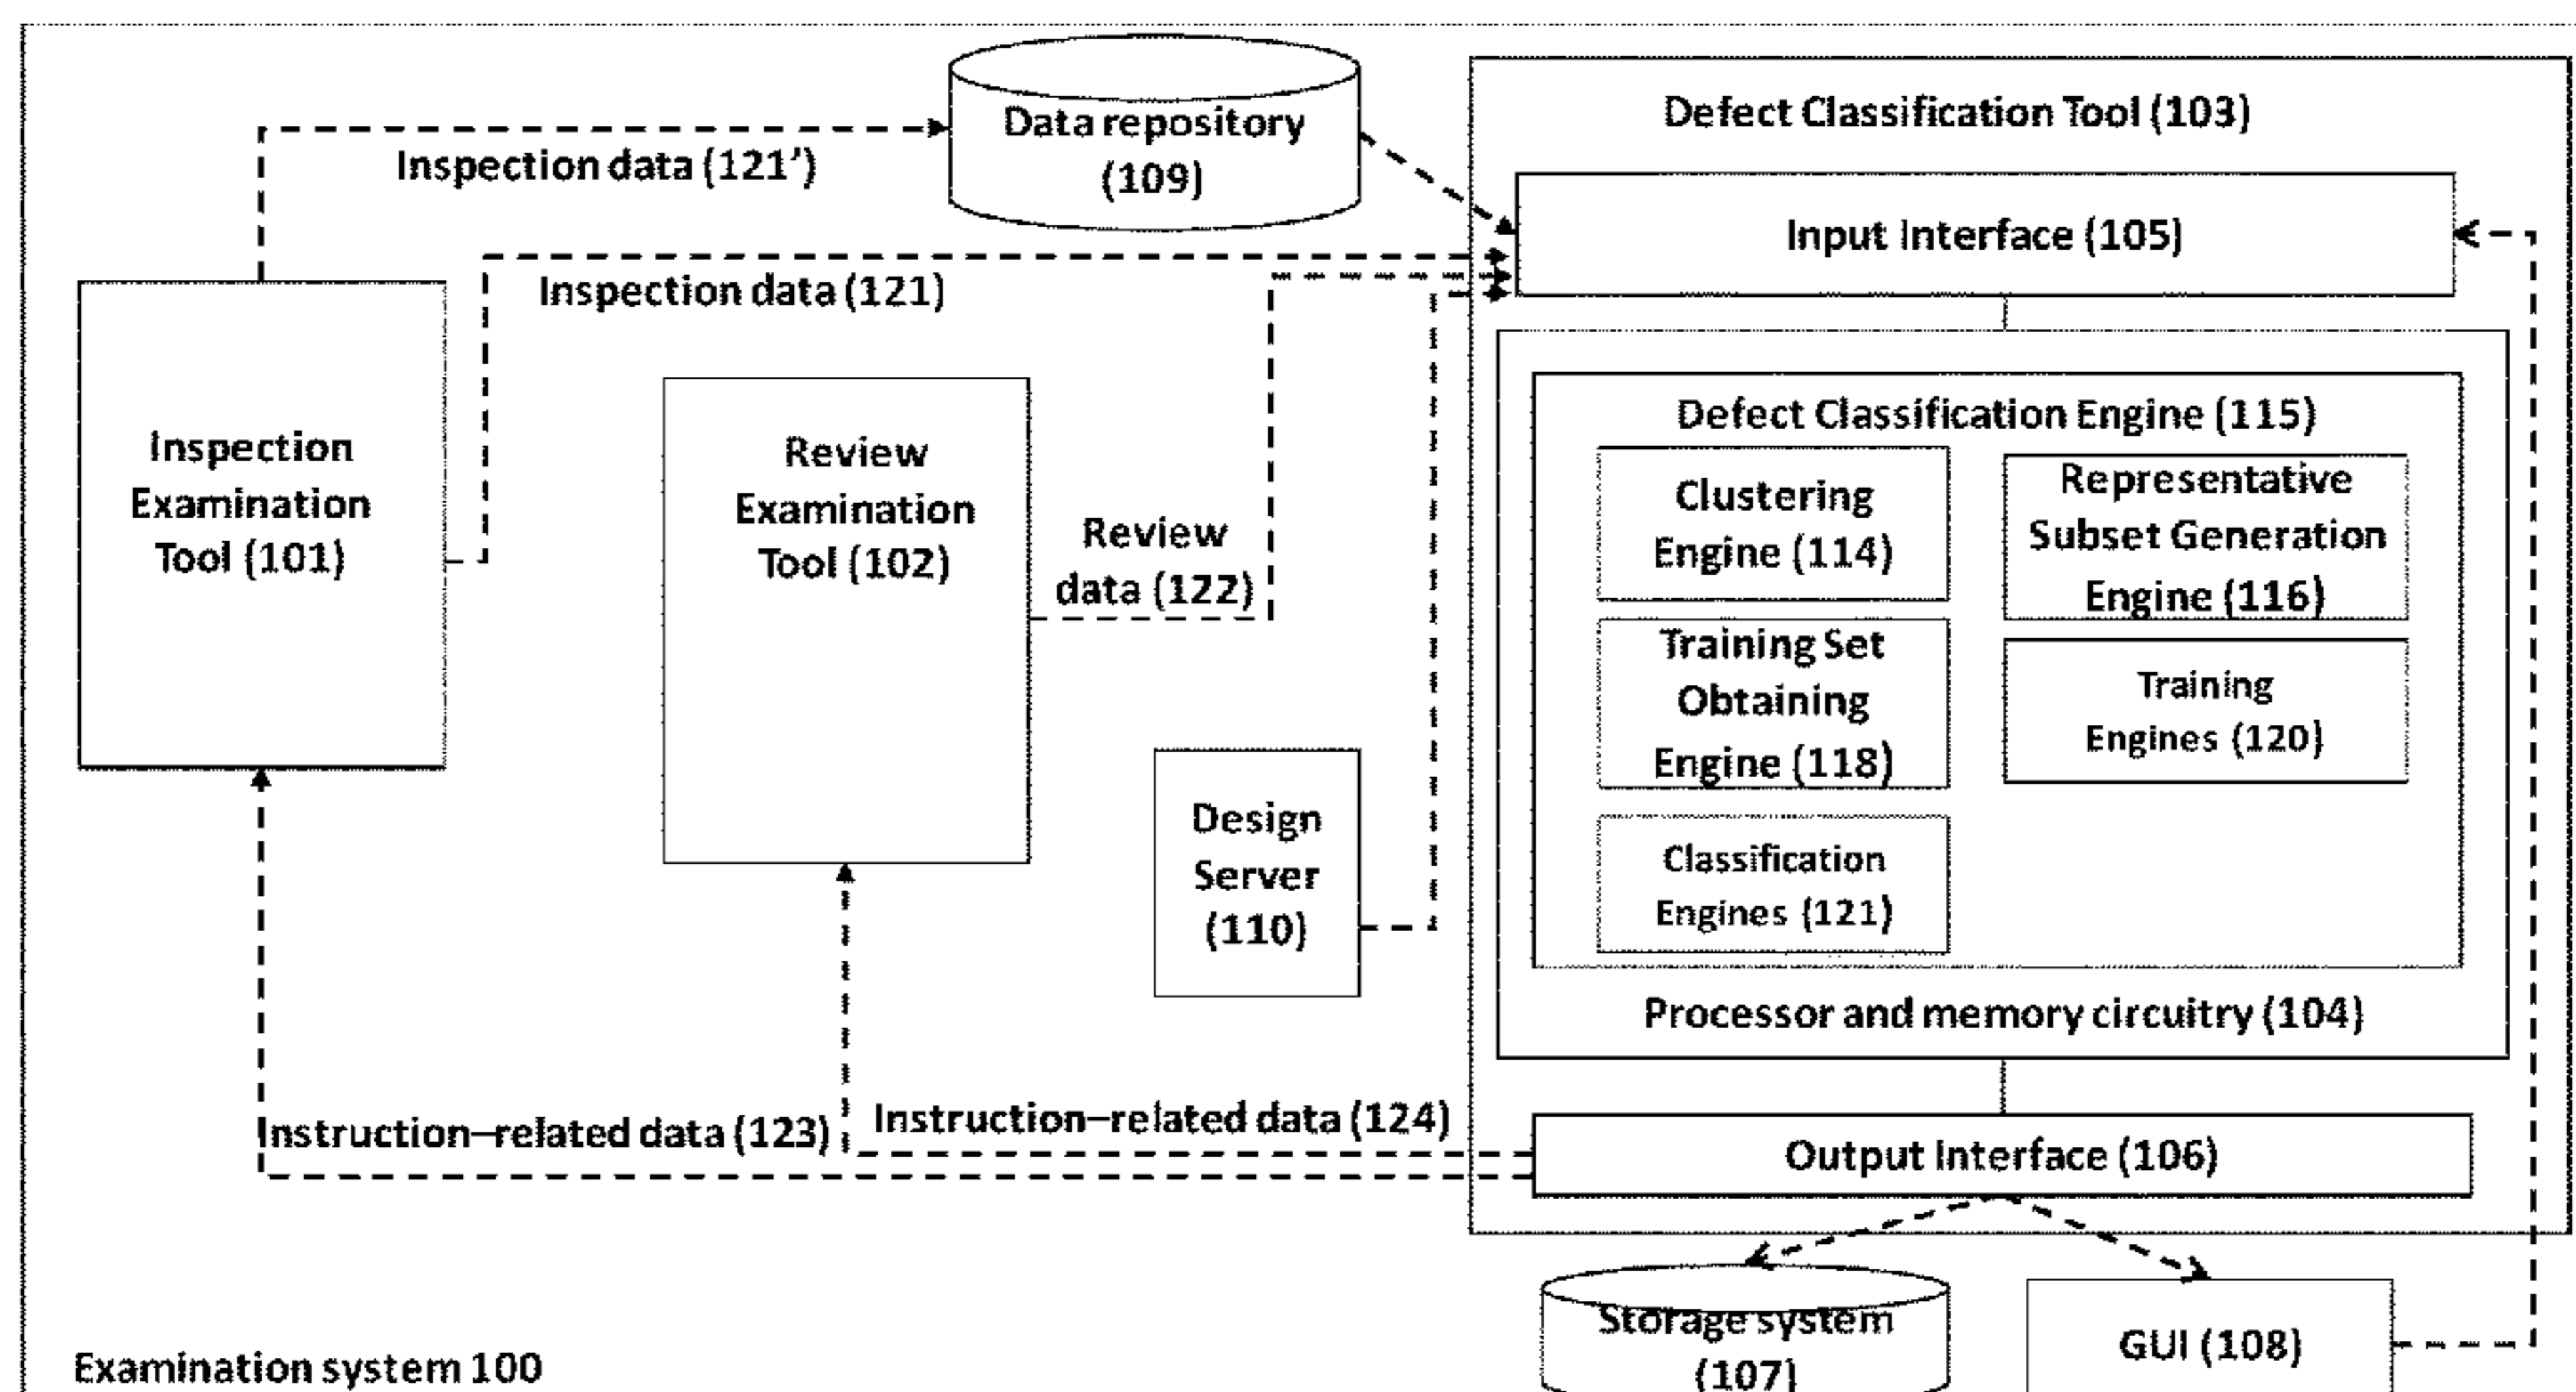 Data repository
(109)
Inspection data (121')
Inspection data (121)
Inspection
Examination
Tool (101)
Review
Examination
Tool (102)
Review
data (122)
Design
Server
(110)
Instruction–related data (123)
Instruction–related data (124)
Defect Classification Tool (103)
Input Interface (105)
Defect Classification Engine (115)
Clustering
Engine (114)
Representative
Subset Generation
Engine (116)
Training Set
Obtaining
Engine (118)
Training
Engines (120)
Classification
Engines (121)
Processor and memory circuitry (104)
Output Interface (106)
Storage system
(107)
GUI (108)
Examination system 100